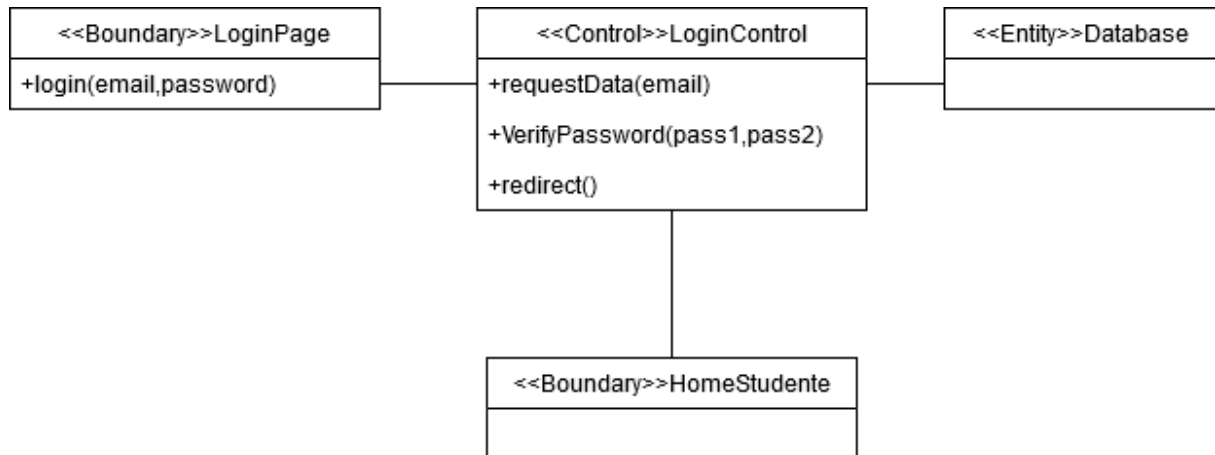 <<Boundary>>LoginPage
+login(email,password)
<<Control>>LoginControl
+requestData(email)
+VerifyPassword(pass1,pass2)
+redirect()
<<Entity>>Database
<<Boundary>>HomeStudente